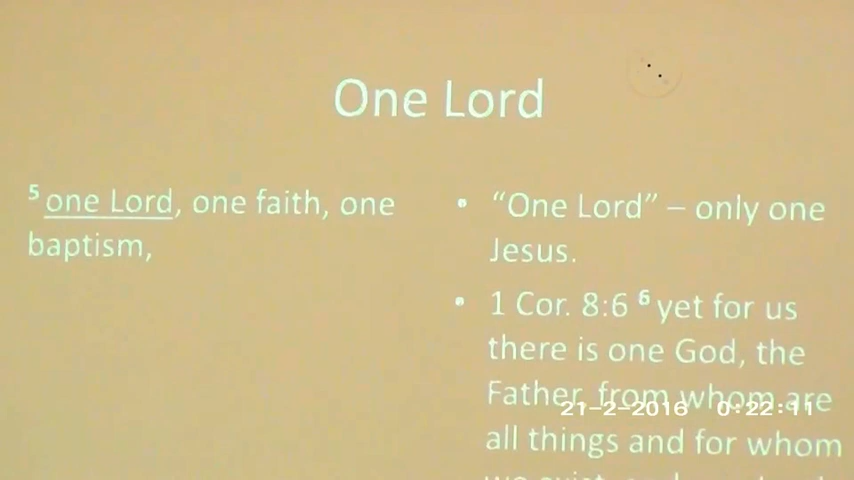 One Lord
⁵ one Lord, one faith, one
baptism,
• “One Lord” – only one
Jesus.
• 1 Cor. 8:6 ⁶ yet for us
there is one God, the
Father, from whom are
21-2-2016 0:22:11
all things and for whom